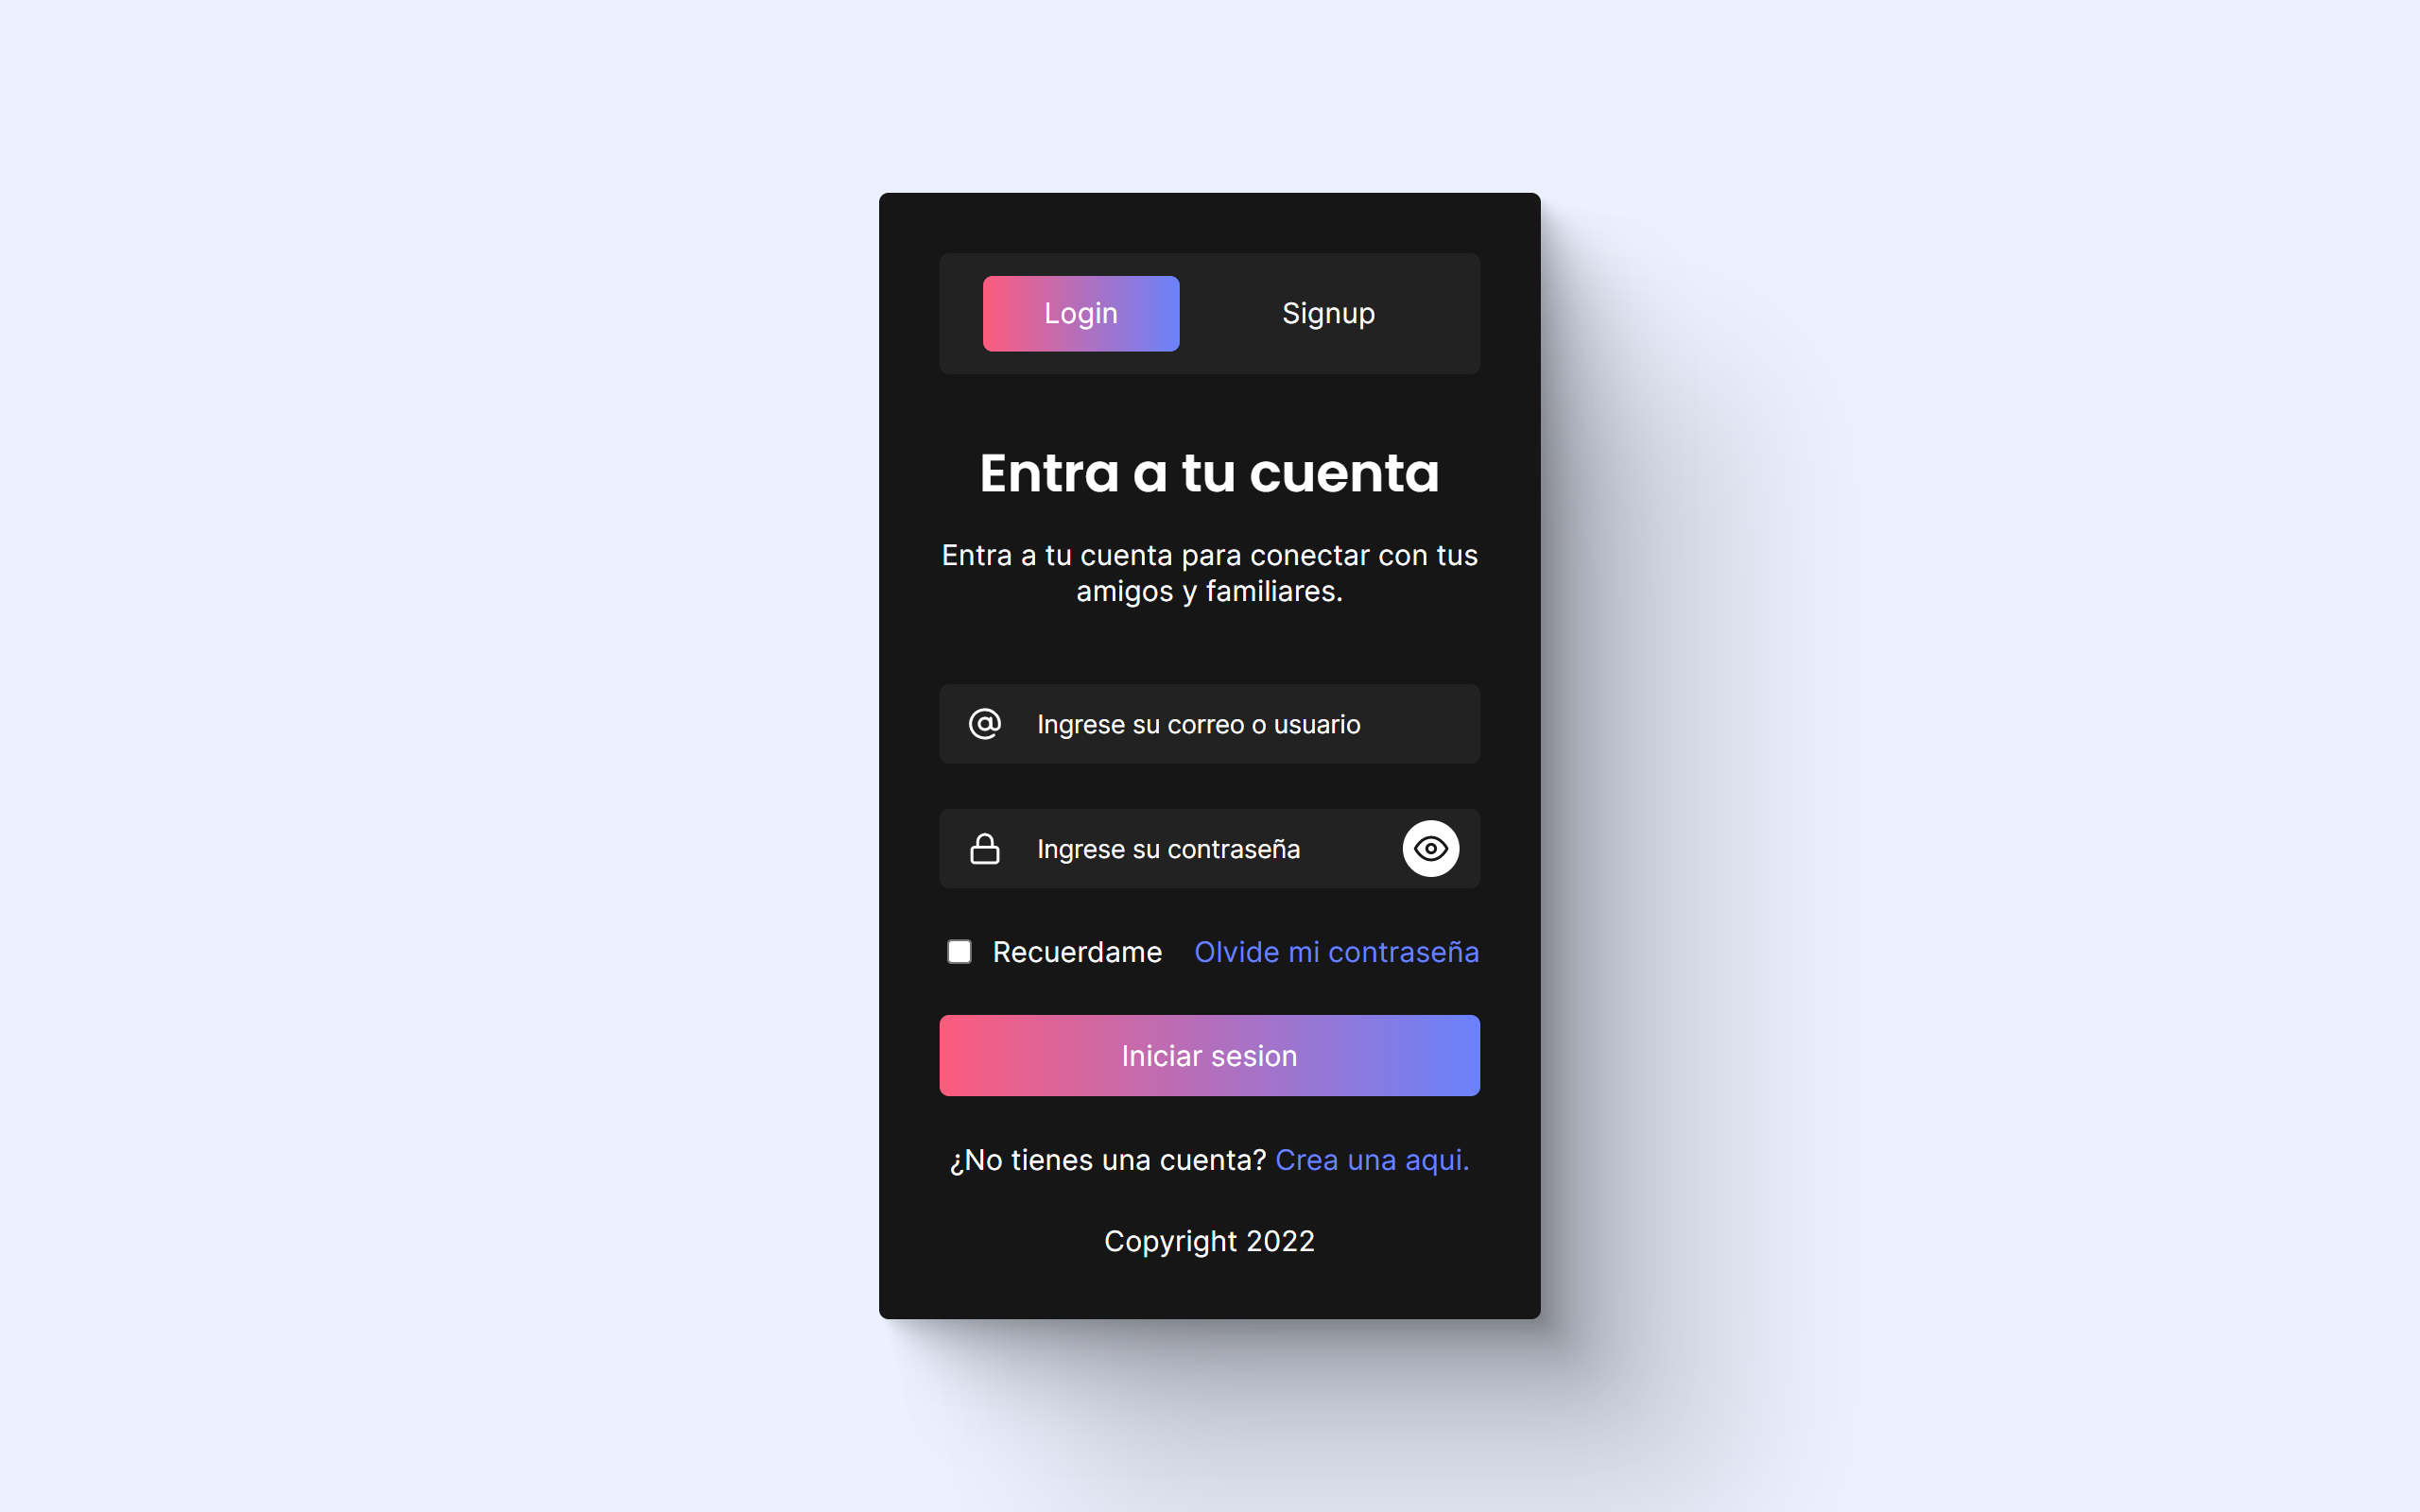 Login Signup
Entra a tu cuenta
Entra a tu cuenta para conectar con tus
amigos y familiares.
Ingrese su correo o usuario
Ingrese su contraseña
Recuerdame Olvide mi contraseña
Iniciar sesion
¿No tienes una cuenta? Crea una aqui.
Copyright 2022